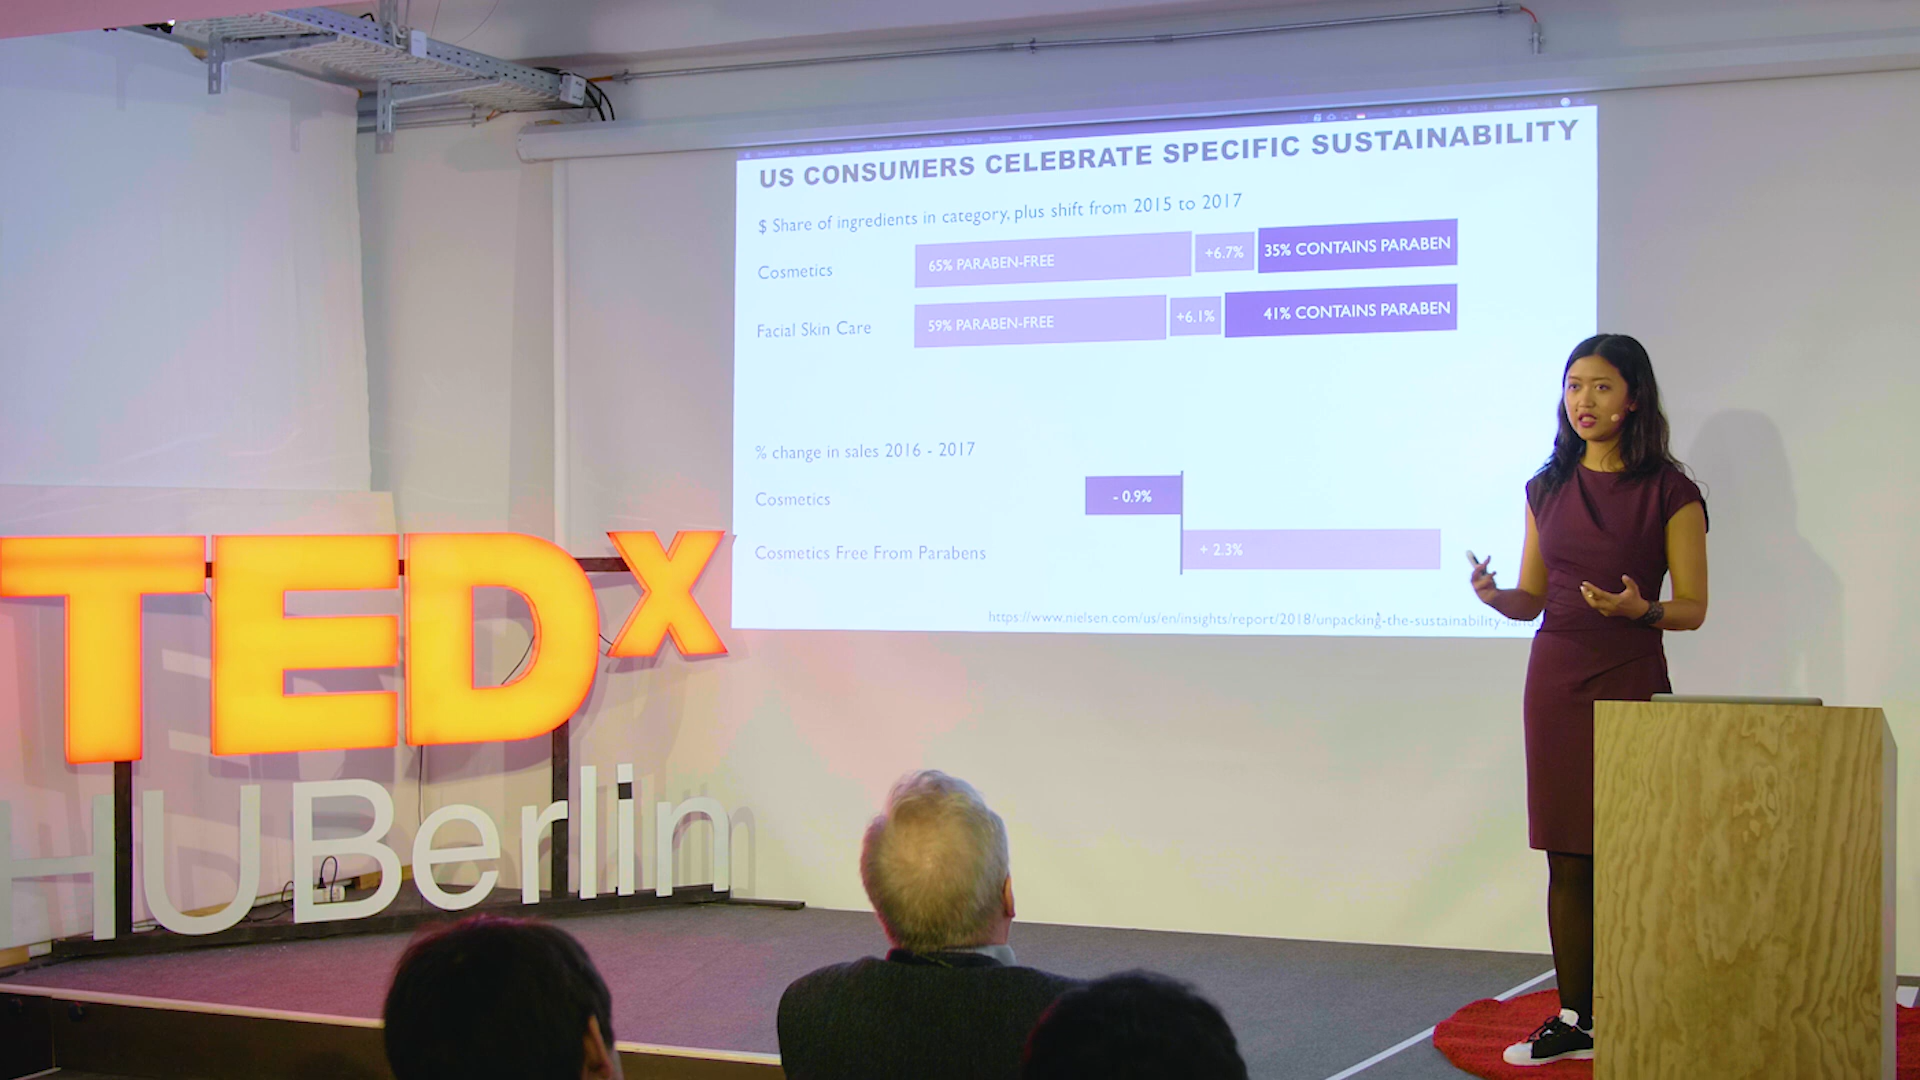 US CONSUMERS CELEBRATE SPECIFIC SUSTAINABILITY
$ Share of ingredients in category, plus shift from 2015 to 2017
Cosmetics 65% PARABEN-FREE +6.7% 35% CONTAINS PARABEN
Facial Skin Care 59% PARABEN-FREE +6.1% 41% CONTAINS PARABEN
% change in sales 2016 - 2017
Cosmetics - 0.9%
Cosmetics Free From Parabens + 2.3%
https://www.nielsen.com/us/en/insights/report/2018/unpacking-the-sustainability-
TEDx
HUBerlin